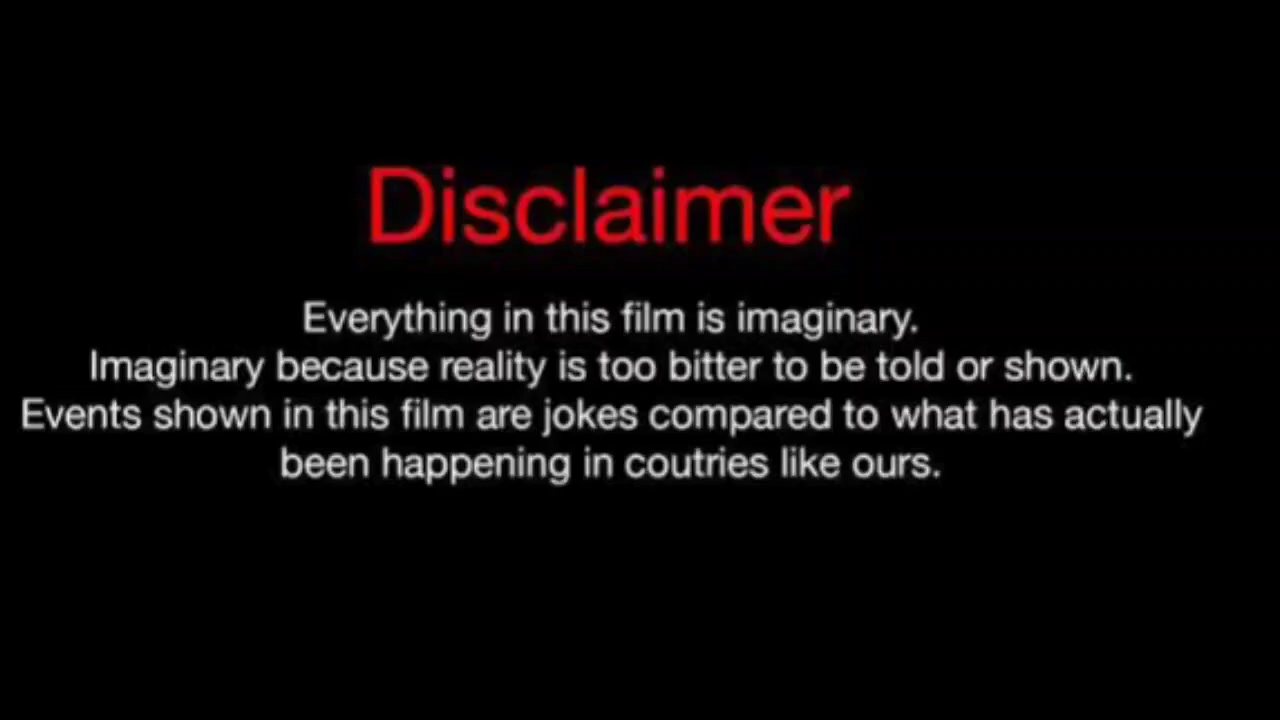 Disclaimer
Everything in this film is imaginary.
Imaginary because reality is too bitter to be told or shown.
Events shown in this film are jokes compared to what has actually
been happening in coutries like ours.